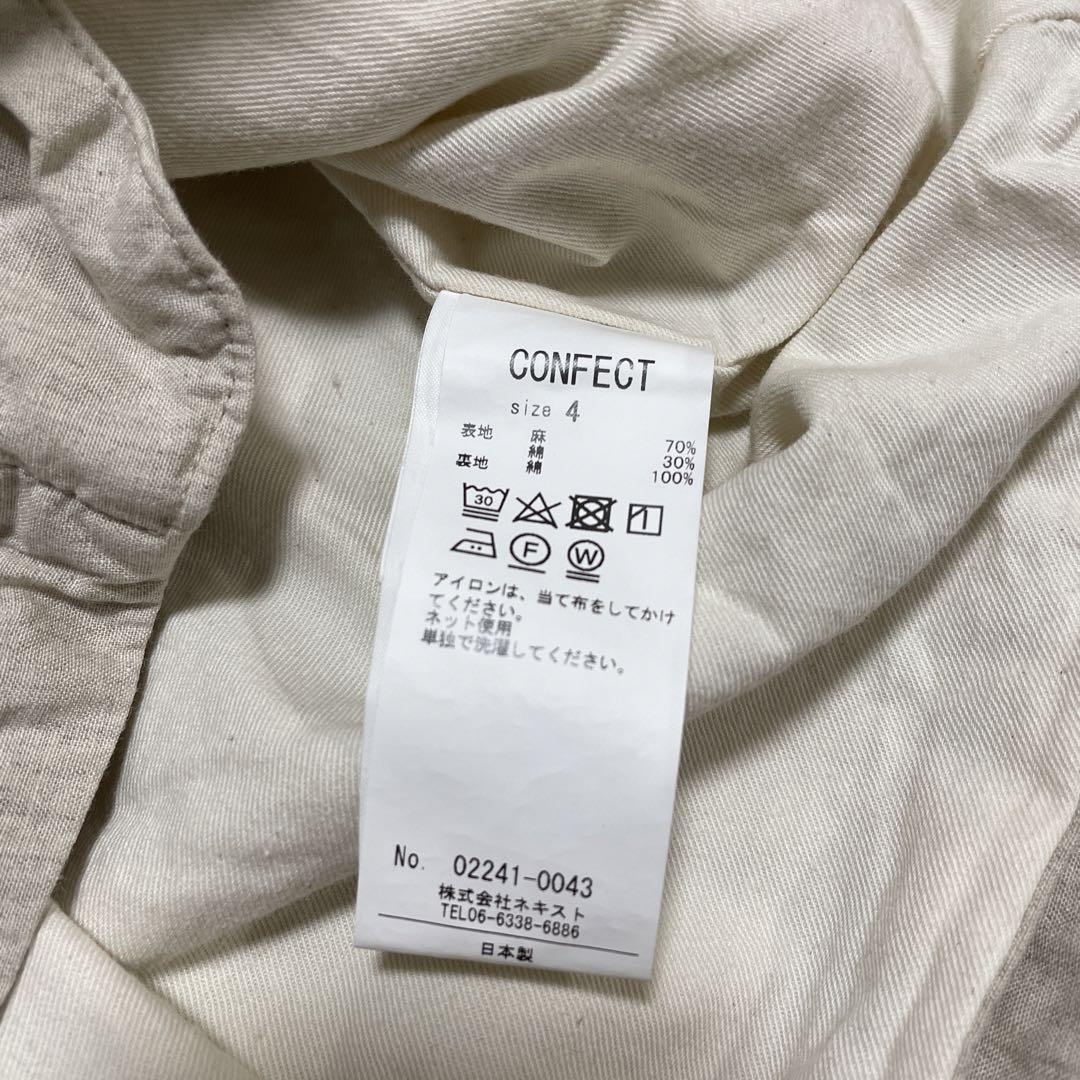 CONFECT
size 4
表地 麻 70%
綿 30%
裏地 綿 100%
30
F W
アイロンは、当て布をしてかけ
てください。
ネット使用
単独で洗濯してください。
No. 02241-0043
株式会社ネキスト
TEL06-6338-6886
日本製